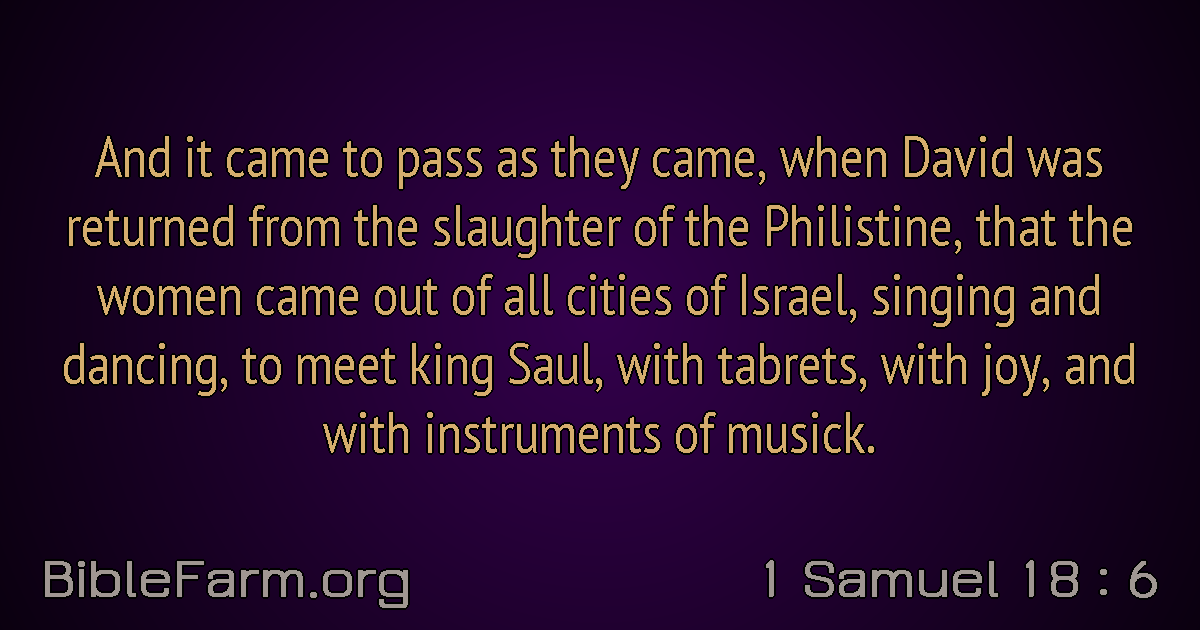 And it came to pass as they came, when David was
returned from the slaughter of the Philistine, that the
women came out of all cities of Israel, singing and
dancing, to meet king Saul, with tabrets, with joy, and
with instruments of musick.
BibleFarm.org
1 Samuel 18 : 6